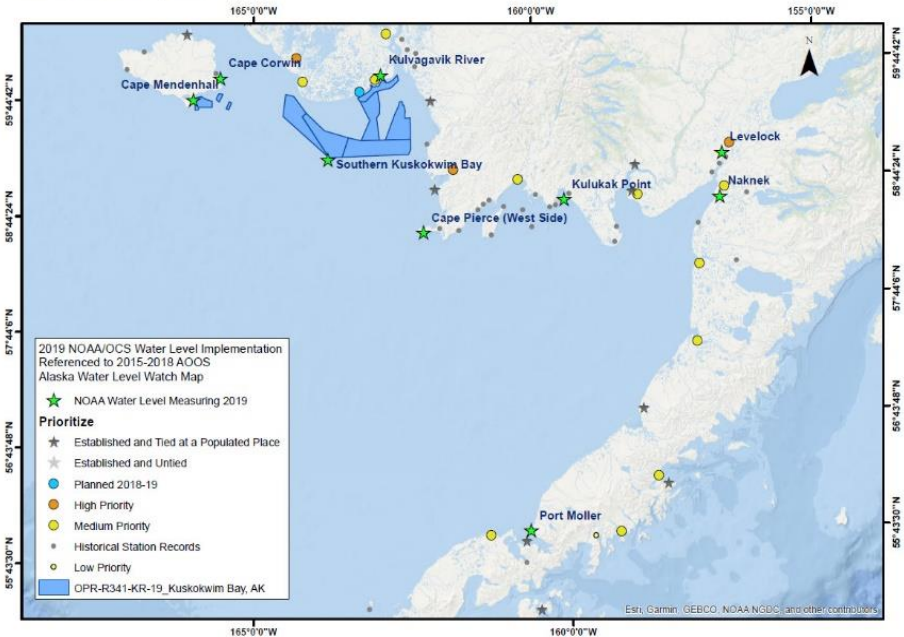 165°0'0"W 160°0'0"W 155°0'0"W
N
59°44'42"N
59°44'42"N
Cape Corwin
Kulvagavik River
Cape Mendenhall
Levelock
58°44'24"N
Southern Kuskokwim Bay
Kulukak Point
Naknek
58°44'24"N
Cape Pierce (West Side)
57°44'6"N
57°44'6"N
2019 NOAA/OCS Water Level Implementation
Referenced to 2015-2018 AOOS
Alaska Water Level Watch Map
NOAA Water Level Measuring 2019
Prioritize
Established and Tied at a Populated Place
Established and Untied
Planned 2018-19
High Priority
Medium Priority
Historical Station Records
Low Priority
OPR-R341-KR-19_Kuskokwim Bay, AK
56°43'48"N
56°43'48"N
Port Moller
55°43'30"N
55°43'30"N
Esri, Garmin, GEBCO, NOAA NGDC, and other contributors
165°0'0"W 160°0'0"W